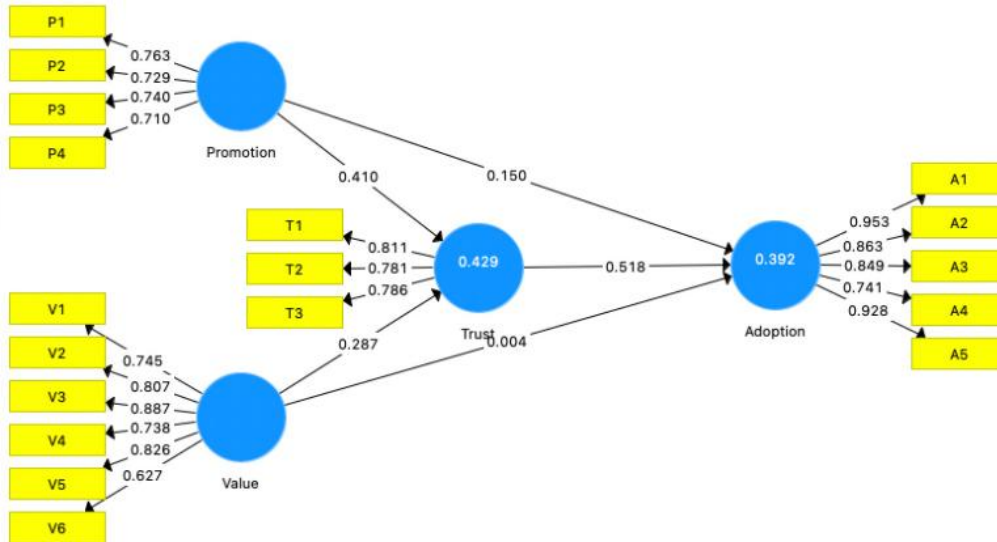 P1
P2
P3
P4
0.763
0.729
0.740
0.710
Promotion
0.410
0.150
T1
T2
T3
0.811
0.781
0.786
0.429
Trust
0.518
0.392
Adoption
A1
A2
A3
A4
A5
0.953
0.863
0.849
0.741
0.928
V1
V2
V3
V4
V5
V6
0.745
0.807
0.887
0.738
0.826
0.627
Value
0.287
0.004